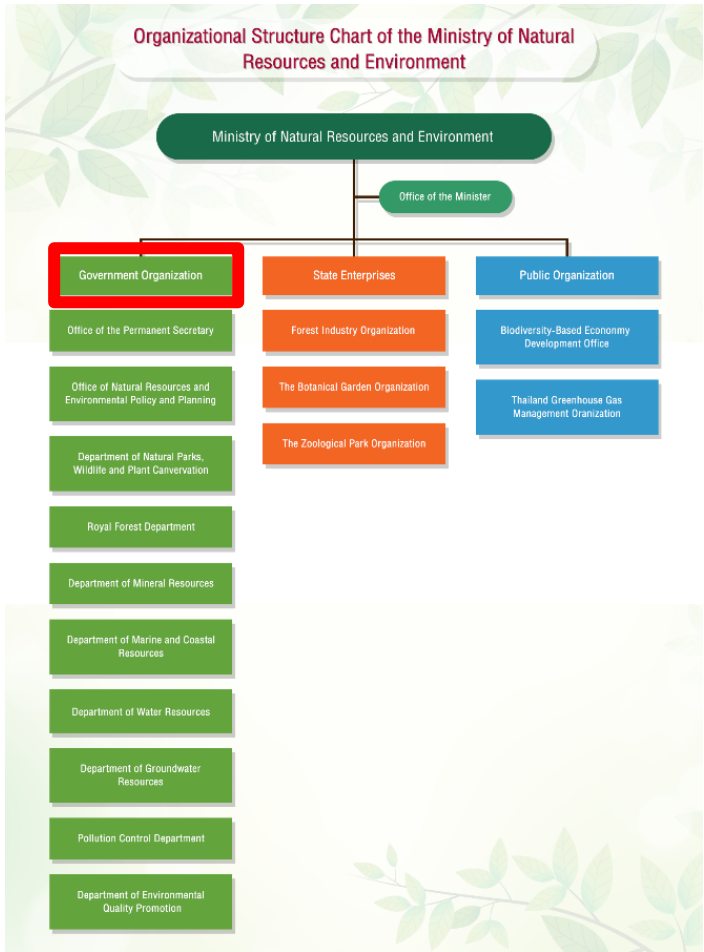 Organizational Structure Chart of the Ministry of Natural
Resources and Environment
Ministry of Natural Resources and Environment
Office of the Minister
Government Organization
Office of the Permanent Secretary
Office of Natural Resources and
Environmental Policy and Planning
Department of Natural Parks,
Wildlife and Plant Canvervation
Royal Forest Department
Department of Mineral Resources
Department of Marine and Coastal
Resources
Department of Water Resources
Department of Groundwater
Resources
Pollution Control Department
Department of Environmental
Quality Promotion
State Enterprises
Forest Industry Organization
The Botanical Garden Organization
The Zoological Park Organization
Public Organization
Biodiversity-Based Econonmy
Development Office
Thailand Greenhouse Gas
Management Dranization